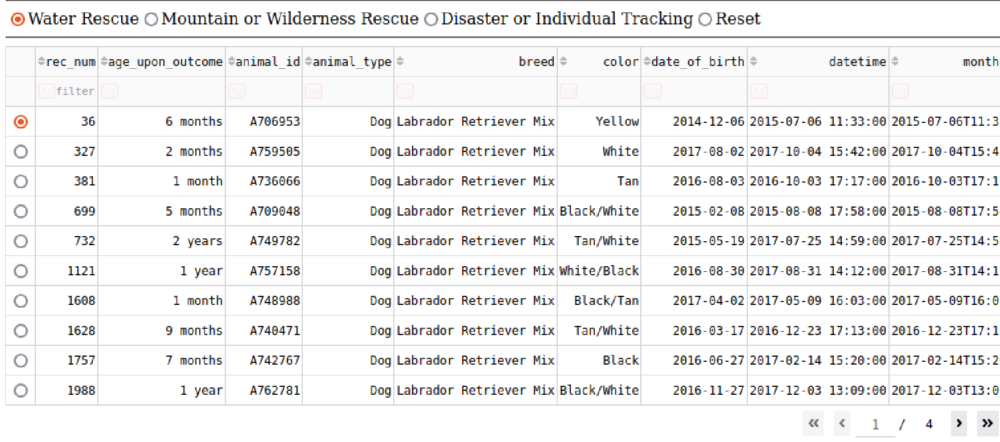 Water Rescue Mountain or Wilderness Rescue Disaster or Individual Tracking Reset
rec_num age_upon_outcome animal_id animal_type breed color date_of_birth datetime month
Aa filter Aa Aa Aa Aa Aa Aa Aa Aa
36 6 months A706953 Dog Labrador Retriever Mix Yellow 2014-12-06 2015-07-06 11:33:00 2015-07-06T11:3
327 2 months A759505 Dog Labrador Retriever Mix White 2017-08-02 2017-10-04 15:42:00 2017-10-04T15:4
381 1 month A736066 Dog Labrador Retriever Mix Tan 2016-08-03 2016-10-03 17:17:00 2016-10-03T17:1
699 5 months A709048 Dog Labrador Retriever Mix Black/White 2015-02-08 2015-08-08 17:58:00 2015-08-08T17:5
732 2 years A749782 Dog Labrador Retriever Mix Tan/White 2015-05-19 2017-07-25 14:59:00 2017-07-25T14:5
1121 1 year A757158 Dog Labrador Retriever Mix White/Black 2016-08-30 2017-08-31 14:12:00 2017-08-31T14:1
1608 1 month A748988 Dog Labrador Retriever Mix Black/Tan 2017-04-02 2017-05-09 16:03:00 2017-05-09T16:0
1628 9 months A740471 Dog Labrador Retriever Mix Tan/White 2016-03-17 2016-12-23 17:13:00 2016-12-23T17:1
1757 7 months A742767 Dog Labrador Retriever Mix Black 2016-06-27 2017-02-14 15:20:00 2017-02-14T15:2
1988 1 year A762781 Dog Labrador Retriever Mix Black/White 2016-11-27 2017-12-03 13:09:00 2017-12-03T13:0
« ‹ 1 / 4 › »